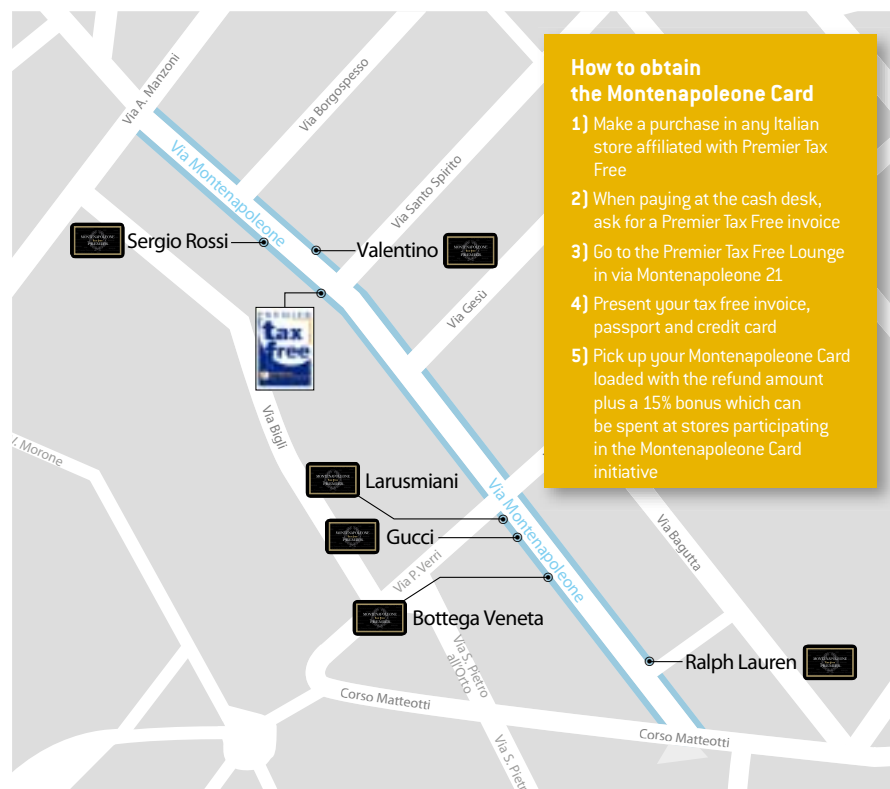 How to obtain
the Montenapoleone Card
1) Make a purchase in any Italian
store affiliated with Premier Tax
Free
2) When paying at the cash desk,
ask for a Premier Tax Free invoice
3) Go to the Premier Tax Free Lounge
in via Montenapoleone 21
4) Present your tax free invoice,
passport and credit card
5) Pick up your Montenapoleone Card
loaded with the refund amount
plus a 15% bonus which can
be spent at stores participating
in the Montenapoleone Card
initiative
Via A. Manzoni
Via Borgospesso
Via Montenapoleone
Via Santo Spirito
Sergio Rossi
Valentino
Via Gesù
PREMIER
tax
free
Via Bigli
. Morone
Larusmiani
Gucci
Via Montenapoleone
Via P. Verri
Via Bagutta
Bottega Veneta
Via S. Pietro
all'Orto
Ralph Lauren
Corso Matteotti
Corso Matteotti
Via S. Pietr